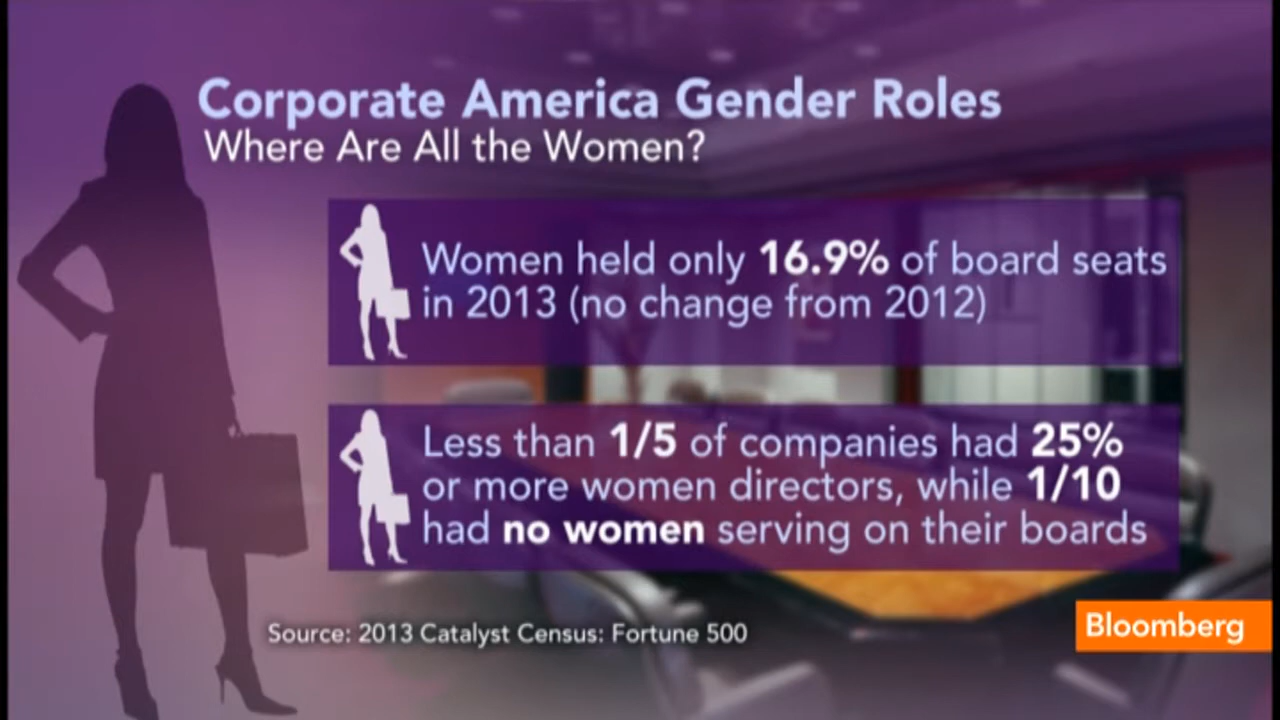 Corporate America Gender Roles
Where Are All the Women?
Women held only 16.9% of board seats
in 2013 (no change from 2012)
Less than 1/5 of companies had 25%
or more women directors, while 1/10
had no women serving on their boards
Source: 2013 Catalyst Census: Fortune 500
Bloomberg